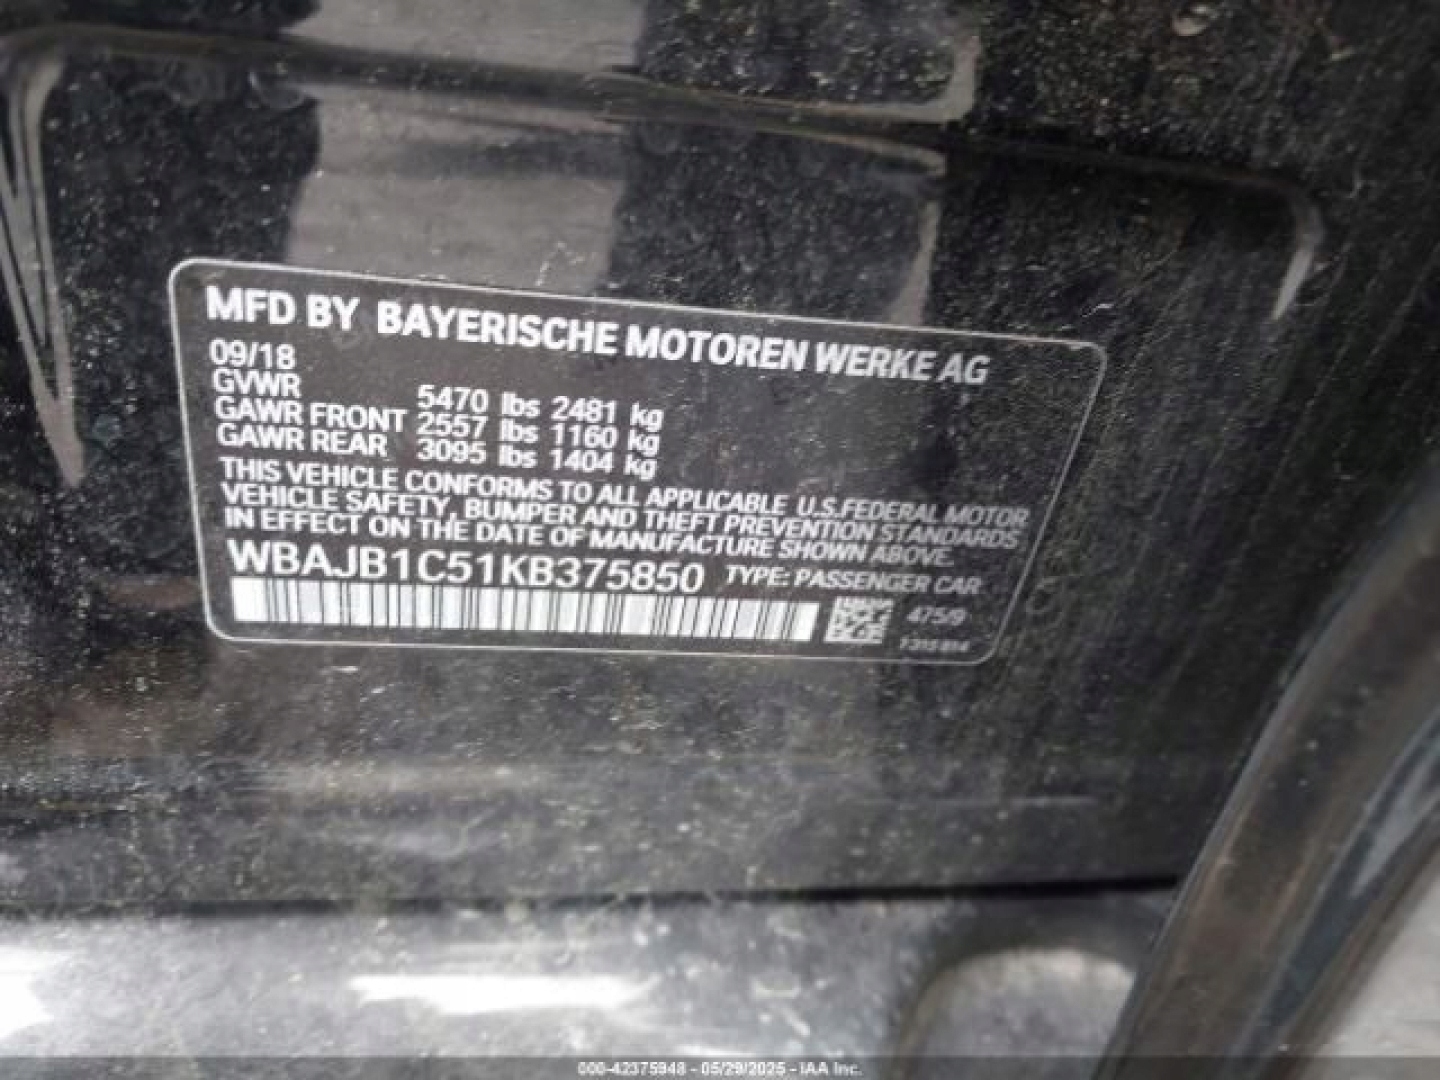 MFD BY BAYERISCHE MOTOREN WERKE AG
09/18
GVWR 5470 lbs 2481 kg
GAWR FRONT 2557 lbs 1160 kg
GAWR REAR 3095 lbs 1404 kg
THIS VEHICLE CONFORMS TO ALL APPLICABLE U.S.FEDERAL MOTOR
VEHICLE SAFETY, BUMPER AND THEFT PREVENTION STANDARDS
IN EFFECT ON THE DATE OF MANUFACTURE SHOWN ABOVE.
WBAJB1C51KB375850 TYPE: PASSENGER CAR
000-42375948 - 05/29/2025 - IAA Inc.